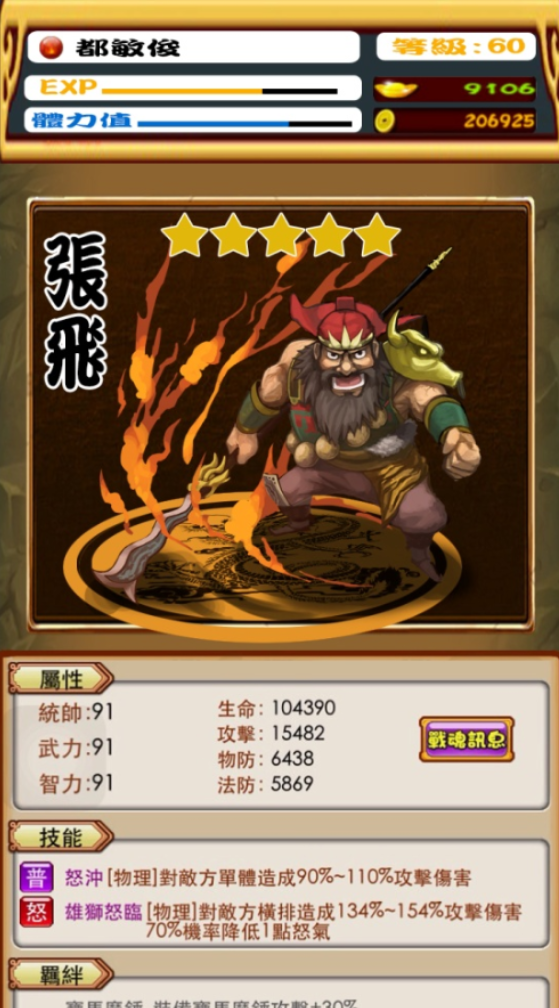 都敏俊
等級:60
EXP
9106
體力值
206925
張飛
屬性
統帥:91
武力:91
智力:91
生命: 104390
攻擊: 15482
物防: 6438
法防: 5869
戰魂訊息
技能
普 怒沖[物理]對敵方單體造成90%~110%攻擊傷害
怒 雄獅怒臨[物理]對敵方橫排造成134%~154%攻擊傷害
70%機率降低1點怒氣
羈絆